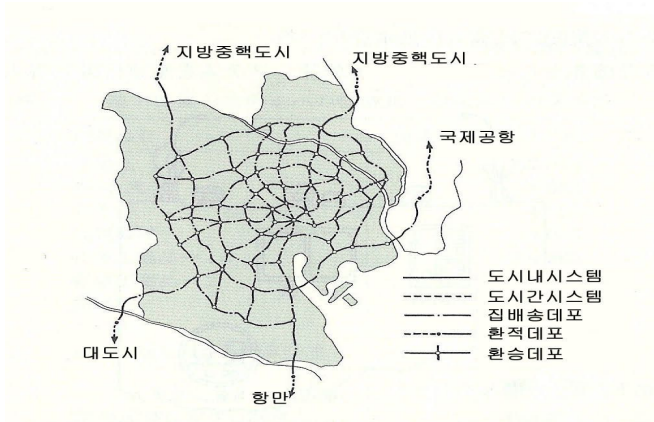 지방중핵도시
지방중핵도시
국제공항
도시내시스템
도시간시스템
집배송데포
환적데포
환승데포
대도시
항만